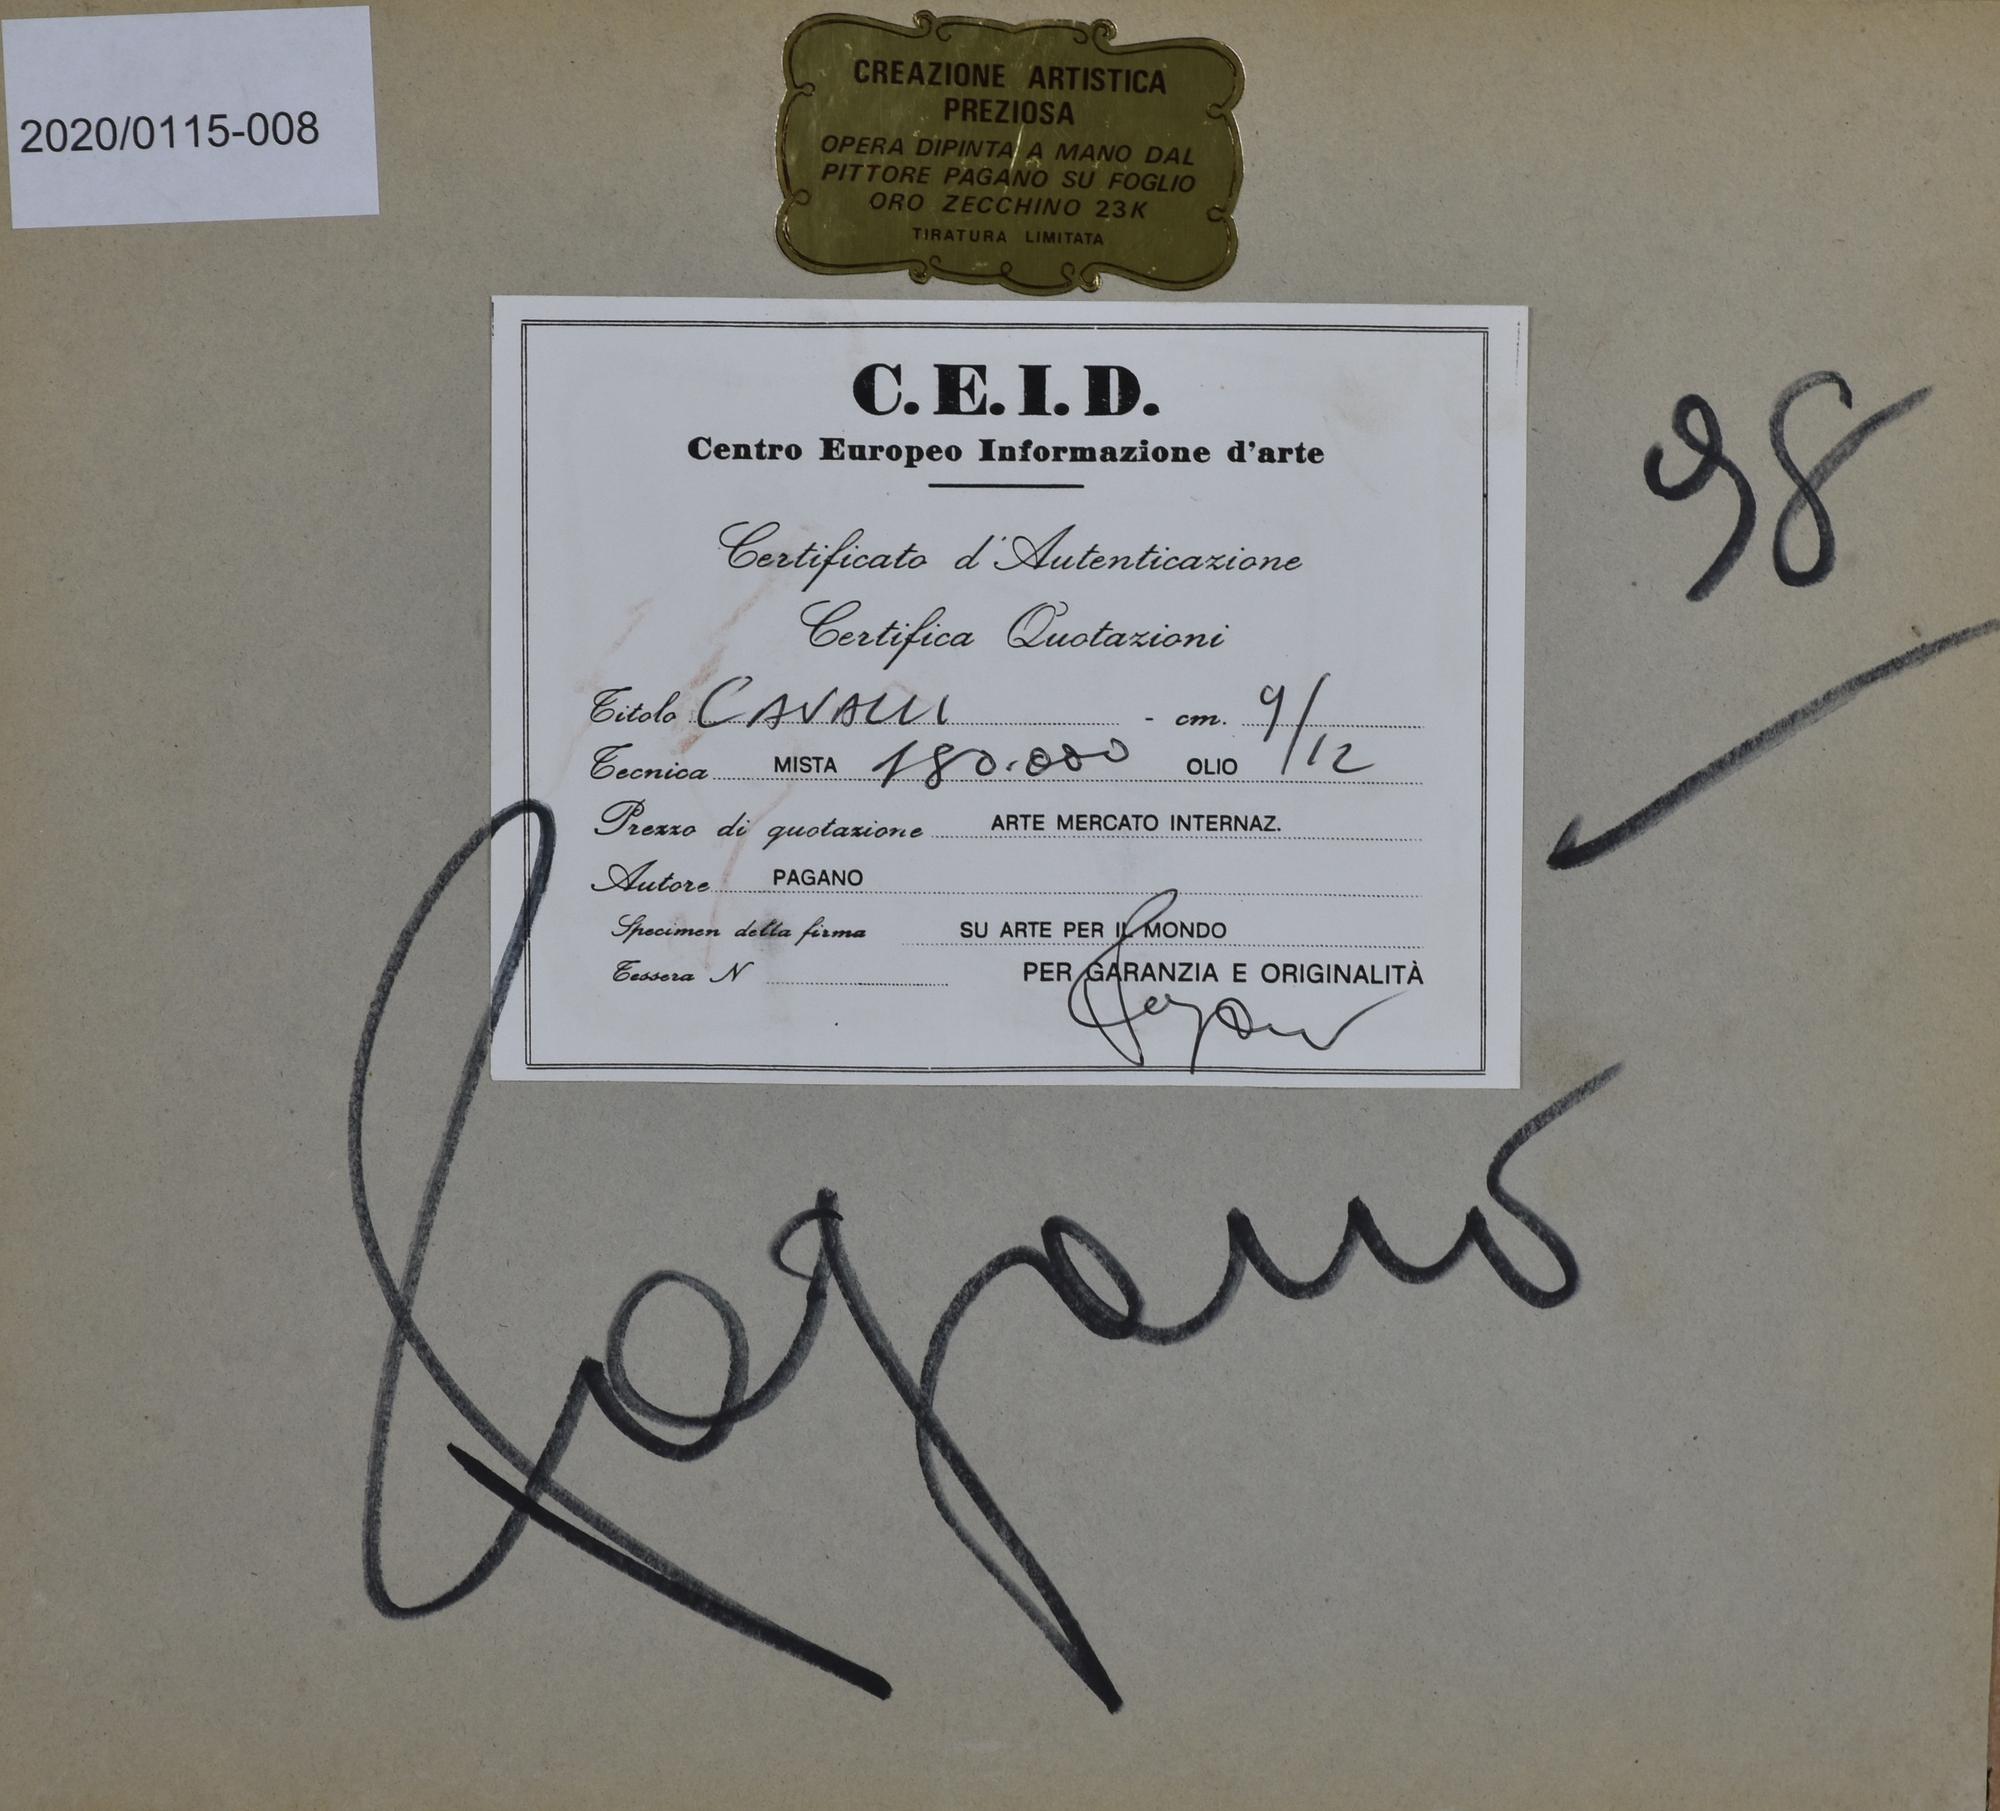 2020/0115-008
CREAZIONE ARTISTICA
PREZIOSA
OPERA DIPINTA A MANO DAL
PITTORE PAGANO SU FOGLIO
ORO ZECCHINO 23K
TIRATURA LIMITATA
C.E.I.D.
Centro Europeo Informazione d'arte
Certificato d'Autenticazione
Certifica Quotazioni
Titolo CAVALLI - cm. 9/12
Tecnica MISTA 180.000 OLIO
Prezzo di quotazione ARTE MERCATO INTERNAZ.
Autore PAGANO
Specimen della firma SU ARTE PER IL MONDO
Tessera N PER GARANZIA E ORIGINALITÀ
Pagano
98
Pagano